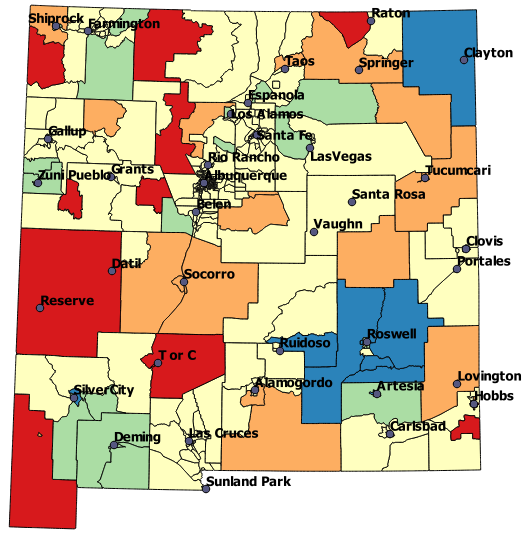 Raton
Shiprock
Farmington
Clayton
Taos
Springer
Espanola
Los Alamos
Gallup
Santa Fe
Rio Rancho
LasVegas
Zuni Pueblo
Grants
Albuquerque
Tucumcari
Belen
Santa Rosa
Vaughn
Clovis
Datil
Socorro
Portales
Reserve
Roswell
T or C
Ruidoso
SilverCity
Alamogordo
Artesia
Lovington
Hobbs
Deming
Las Cruces
Carlsbad
Sunland Park